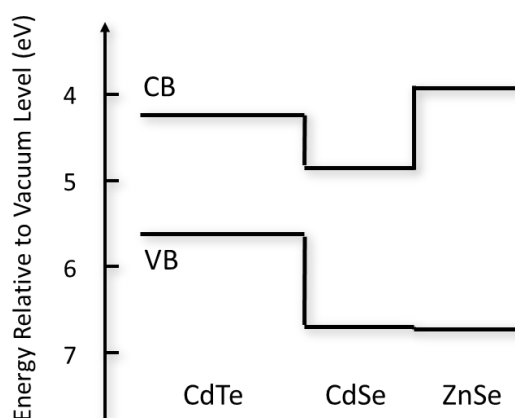 Energy Relative to Vacuum Level (eV)
4
5
6
7
CB
VB
CdTe
CdSe
ZnSe